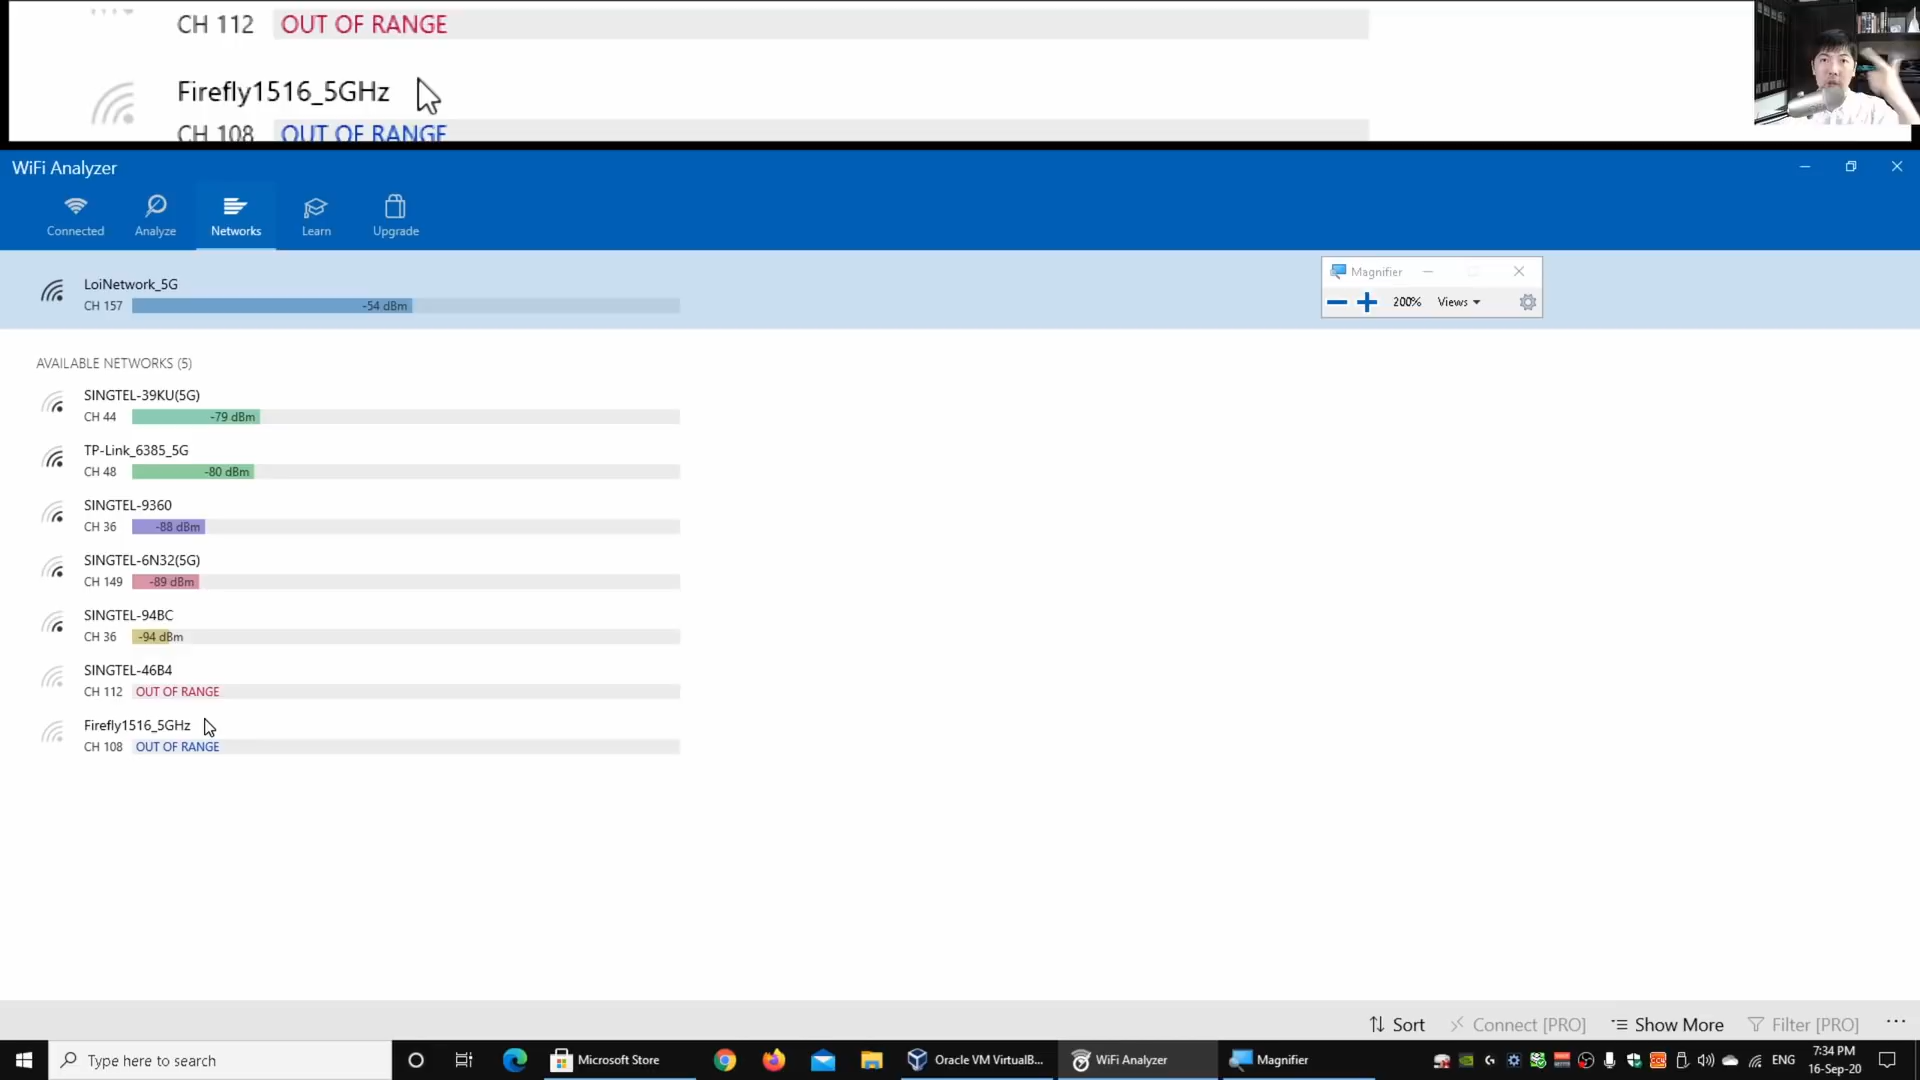 CH 112 OUT OF RANGE
Firefly1516_5GHz
CH 108 OUT OF RANGE
WiFi Analyzer
Connected
Analyze
Networks
Learn
Upgrade
LoiNetwork_5G
CH 157 -54 dBm
Magnifier
200% Views
AVAILABLE NETWORKS (5)
SINGTEL-39KU(5G)
CH 44 -79 dBm
TP-Link_6385_5G
CH 48 -80 dBm
SINGTEL-9360
CH 36 -88 dBm
SINGTEL-6N32(5G)
CH 149 -89 dBm
SINGTEL-94BC
CH 36 -94 dBm
SINGTEL-46B4
CH 112 OUT OF RANGE
Firefly1516_5GHz
CH 108 OUT OF RANGE
Sort Connect [PRO] Show More Filter [PRO] ...
Type here to search
Microsoft Store
Oracle VM VirtualB...
WiFi Analyzer
Magnifier
ENG
7:34 PM
16-Sep-20